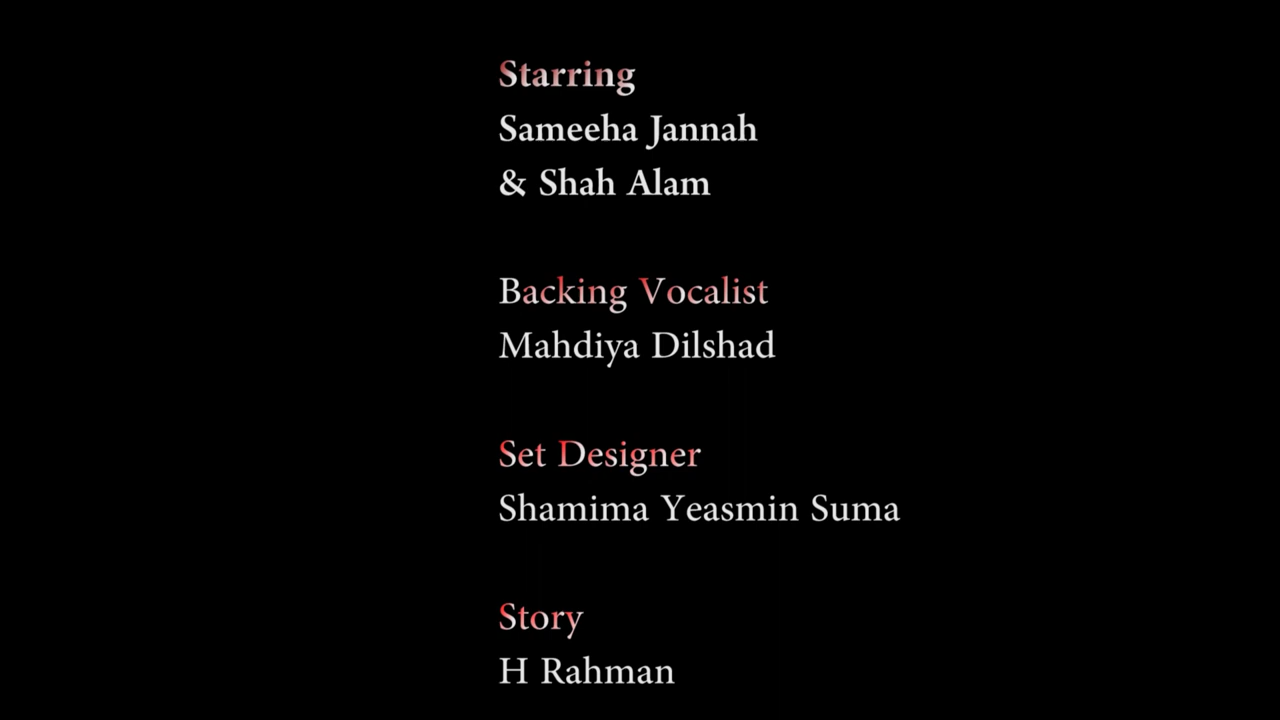 Starring
Sameeha Jannah
& Shah Alam
Backing Vocalist
Mahdiya Dilshad
Set Designer
Shamima Yeasmin Suma
Story
H Rahman